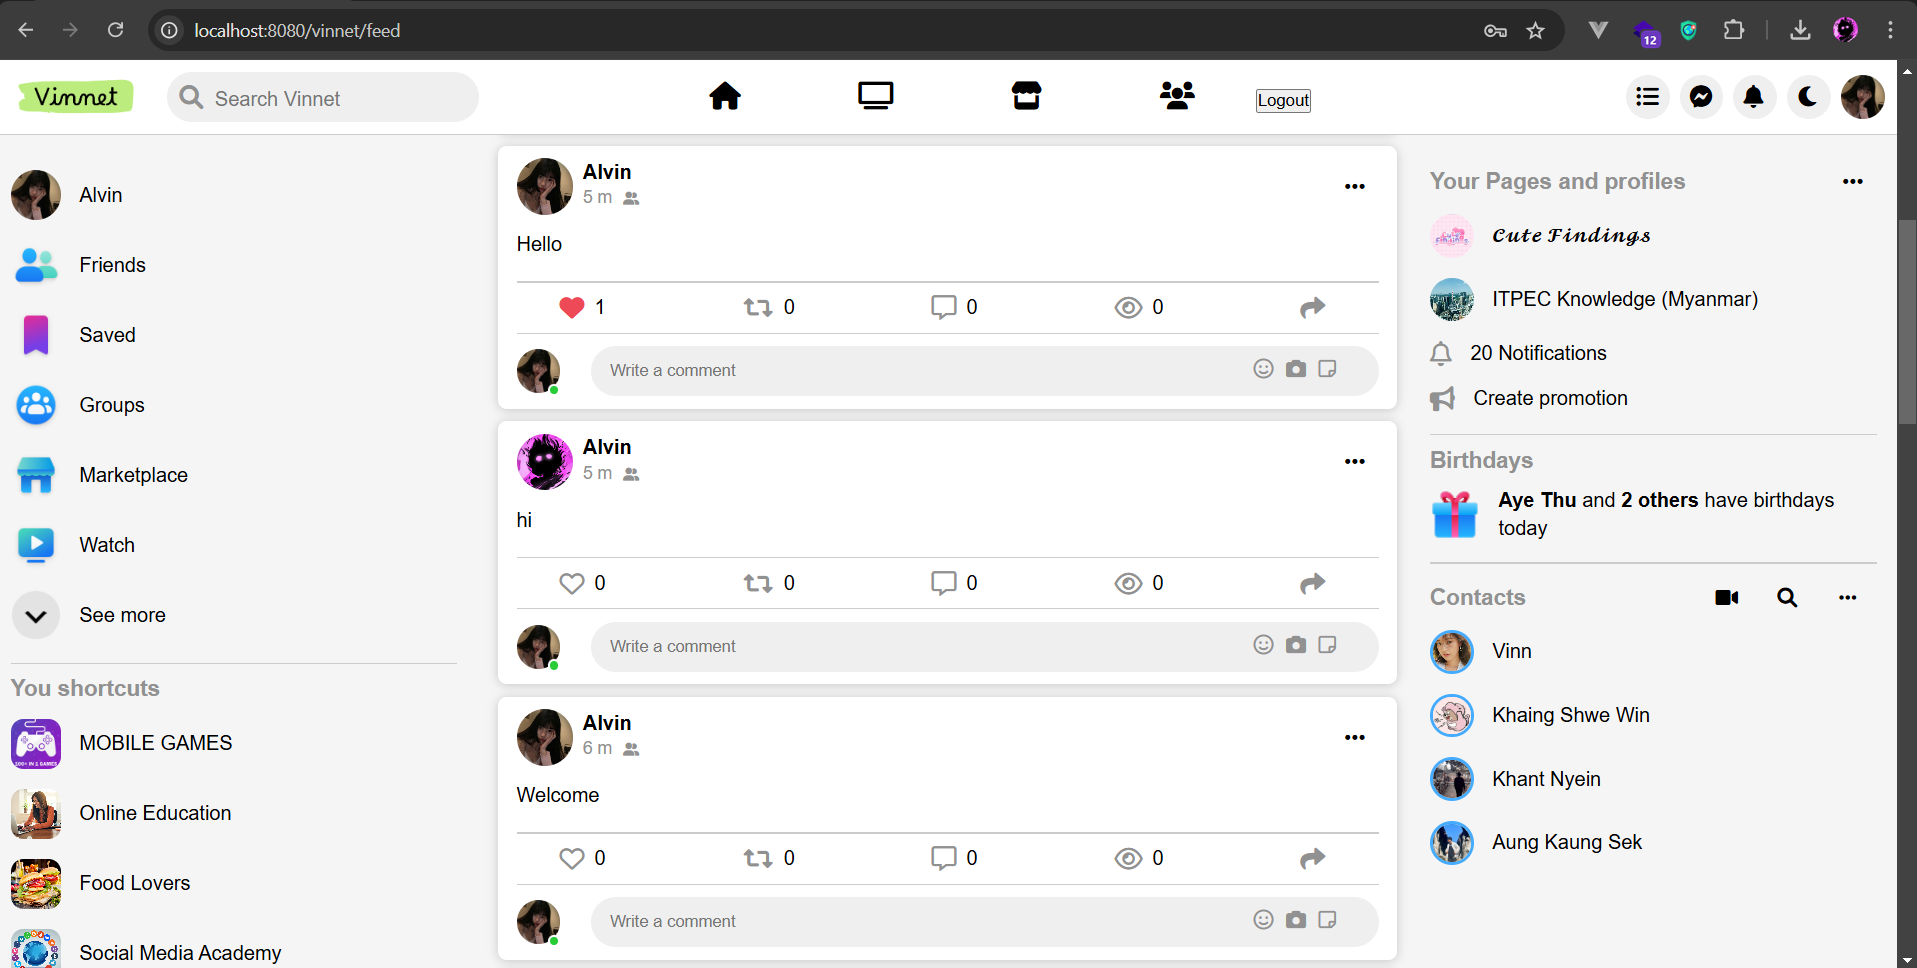 localhost:8080/vinnet/feed
12
Vinnet
Search Vinnet
Logout
Alvin
Friends
Saved
Groups
Marketplace
Watch
See more
You shortcuts
MOBILE GAMES
Online Education
Food Lovers
Social Media Academy
Alvin
5 m
Hello
1
0
0
0
Write a comment
Alvin
5 m
hi
0
0
0
0
Write a comment
Alvin
6 m
Welcome
0
0
0
0
Write a comment
Your Pages and profiles
𝓒𝓾𝓽𝓮 𝓕𝓲𝓷𝓭𝓲𝓷𝓰𝓼
ITPEC Knowledge (Myanmar)
20 Notifications
Create promotion
Birthdays
Aye Thu and 2 others have birthdays
today
Contacts
Vinn
Khaing Shwe Win
Khant Nyein
Aung Kaung Sek